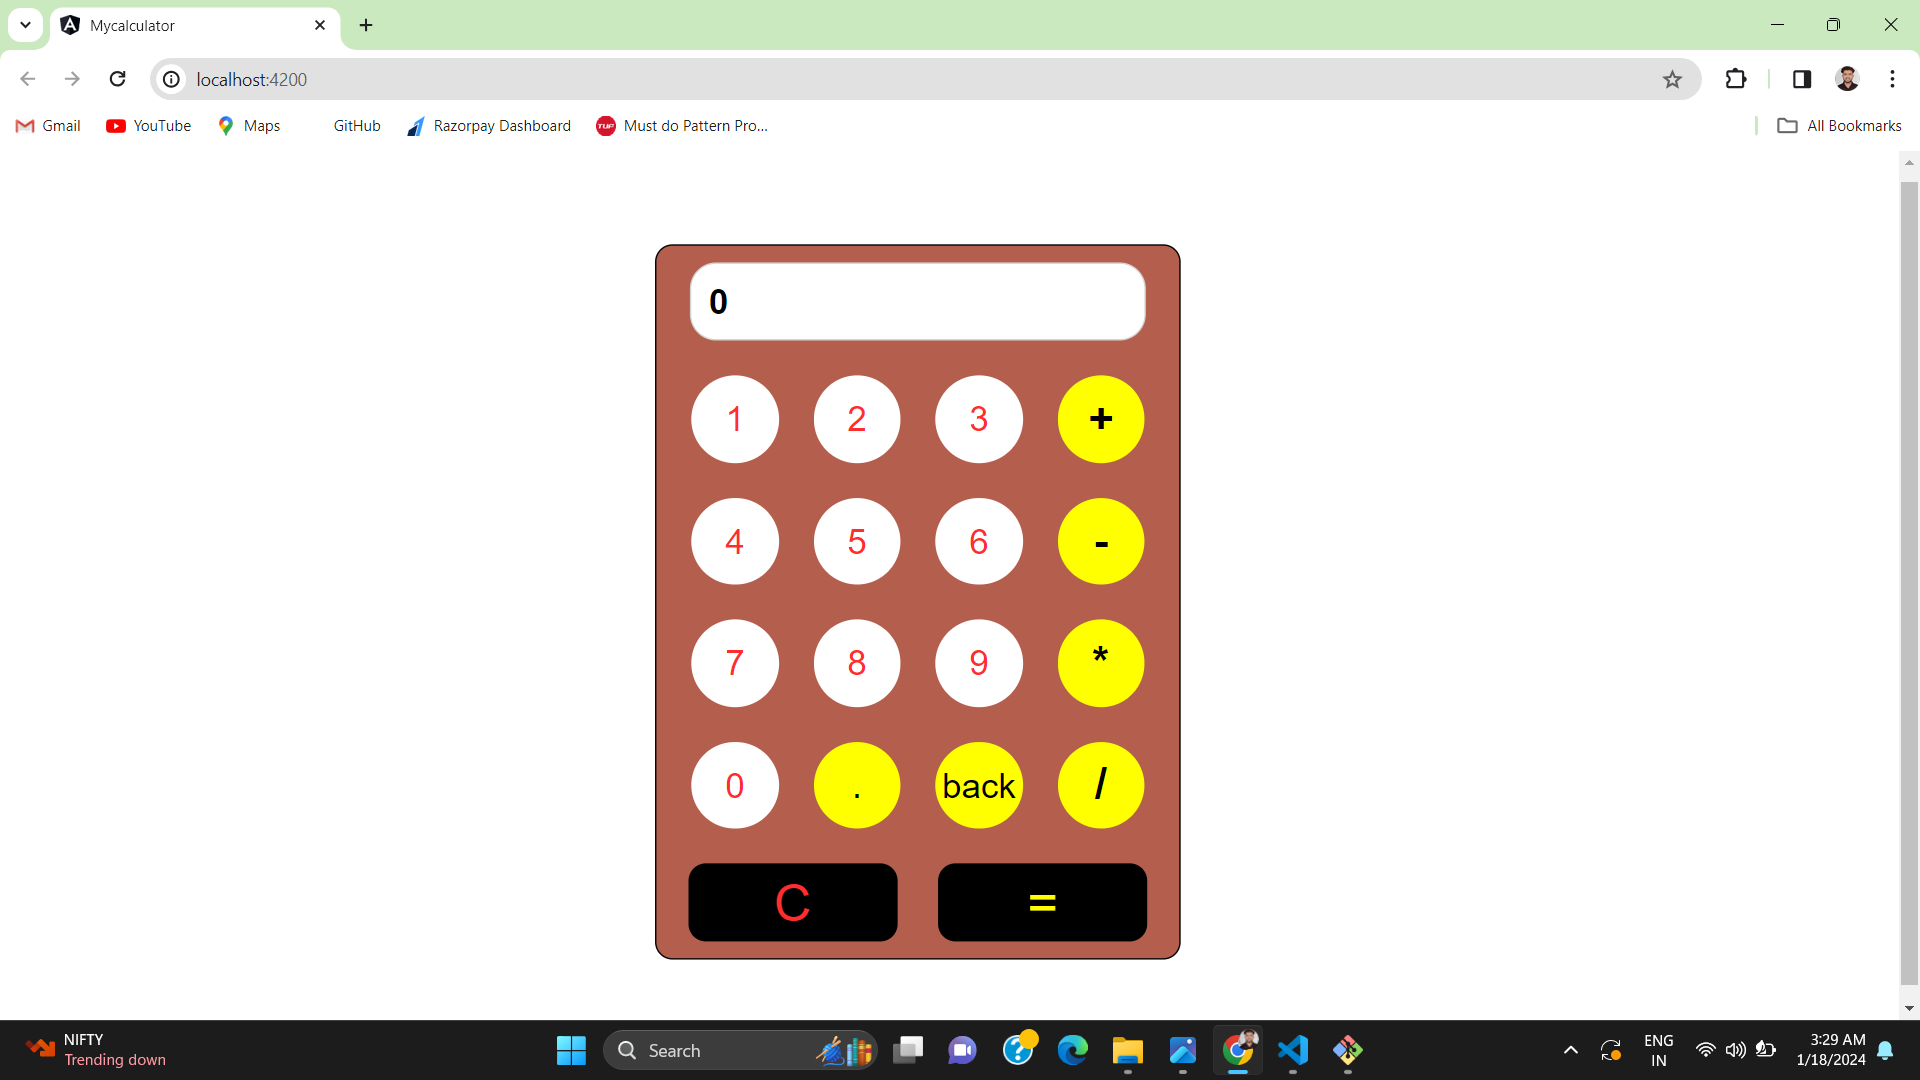 Mycalculator
localhost:4200
Gmail YouTube Maps GitHub Razorpay Dashboard TUF Must do Pattern Pro... All Bookmarks
0
1 2 3 +
4 5 6 -
7 8 9 *
0 . back /
C =
NIFTY
Trending down
Search
ENG
IN
3:29 AM
1/18/2024